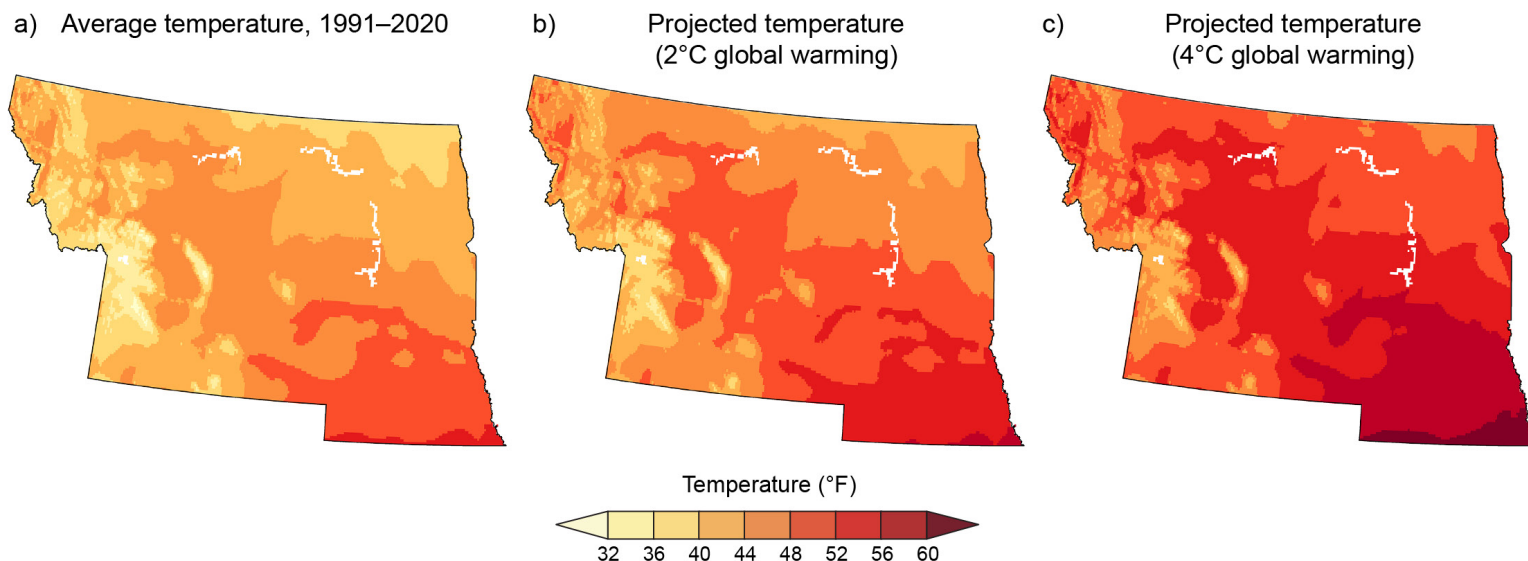 a) Average temperature, 1991–2020
b) Projected temperature
(2°C global warming)
c) Projected temperature
(4°C global warming)
Temperature (°F)
32 36 40 44 48 52 56 60